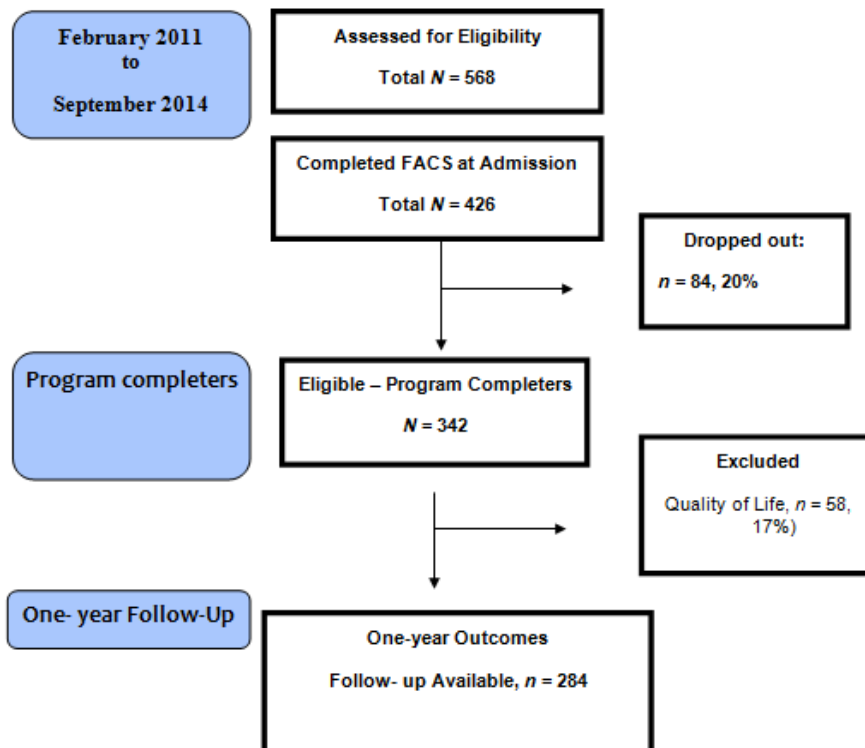 February 2011
to
September 2014
Assessed for Eligibility
Total N = 568
Completed FACS at Admission
Total N = 426
Dropped out:
n = 84, 20%
Program completers
Eligible – Program Completers
N = 342
Excluded
Quality of Life, n = 58,
17%)
One- year Follow-Up
One-year Outcomes
Follow- up Available, n = 284